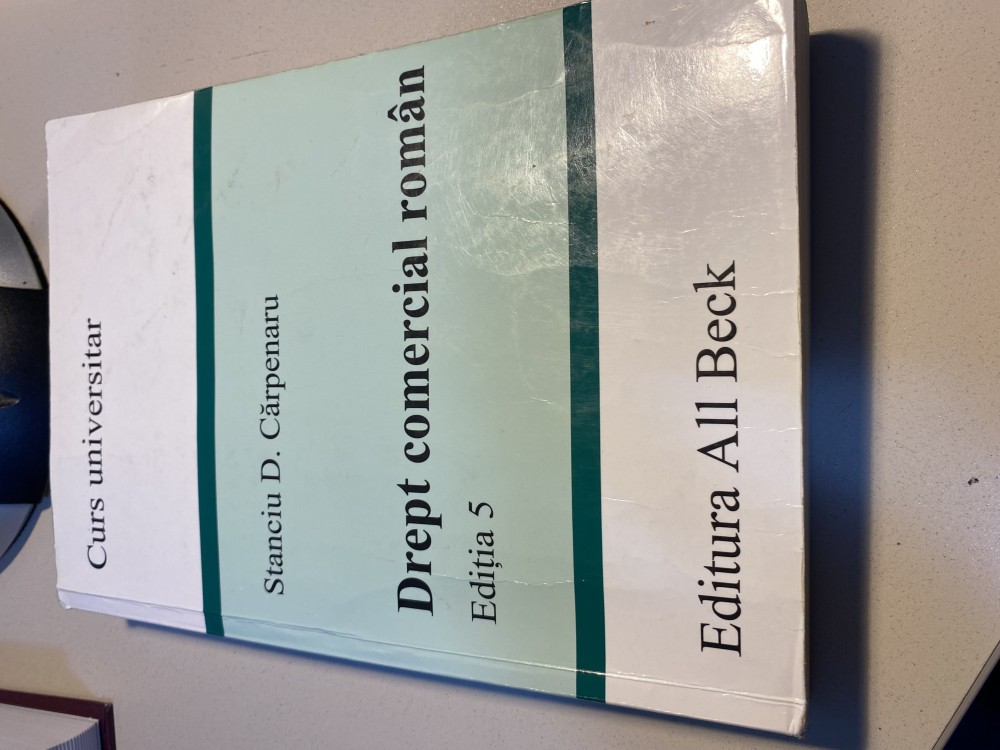 Curs universitar
Stanciu D. Cărpenaru
Drept comercial român
Ediția 5
Editura All Beck